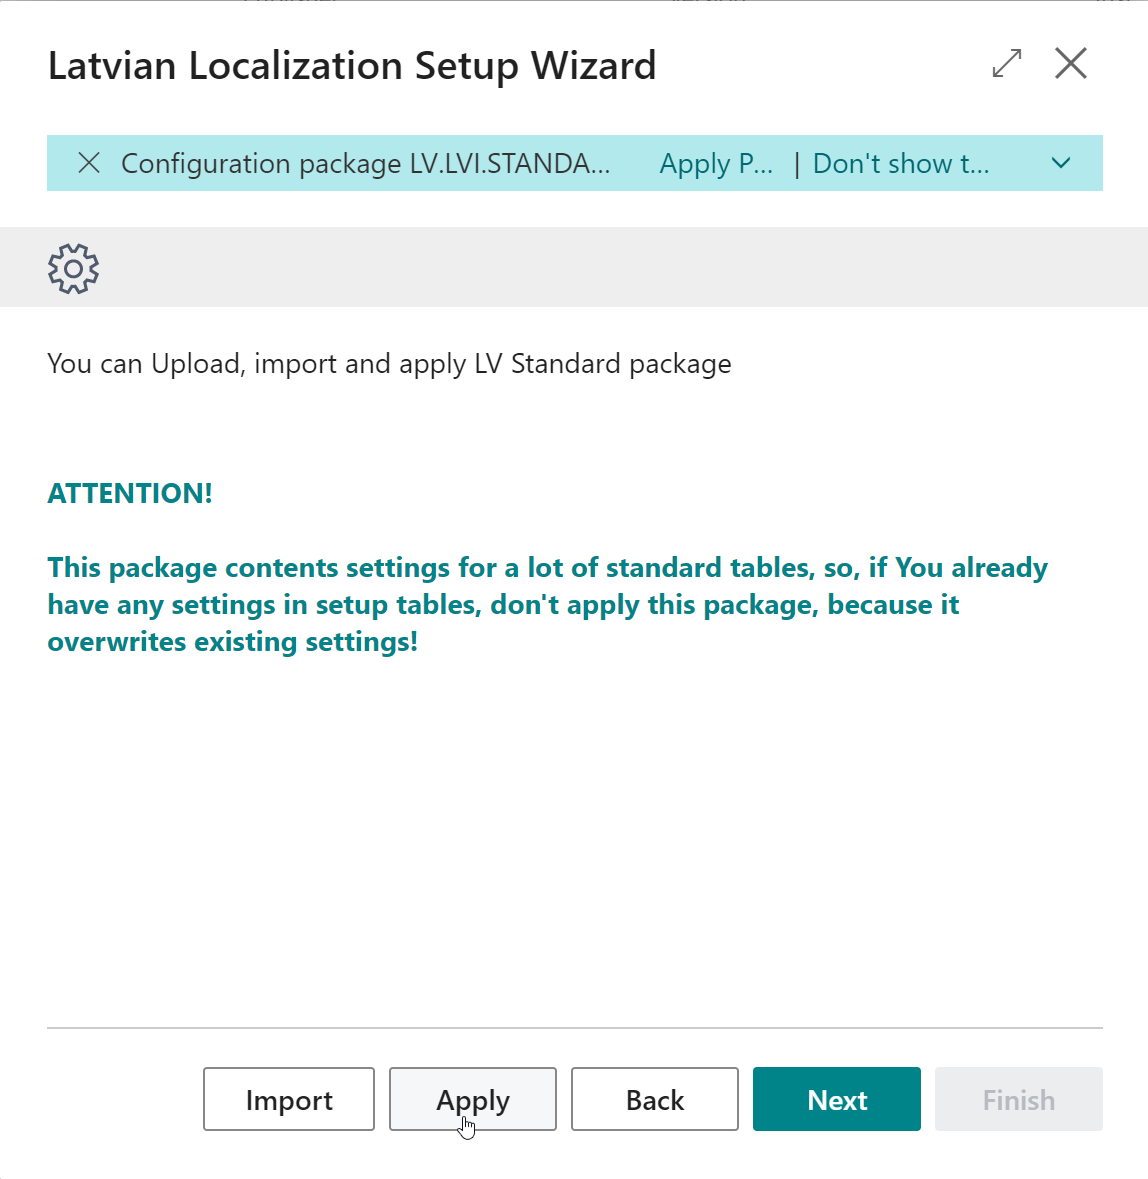 Latvian Localization Setup Wizard
Configuration package LV.LVI.STANDA... Apply P... | Don't show t...
You can Upload, import and apply LV Standard package
ATTENTION!
This package contents settings for a lot of standard tables, so, if You already
have any settings in setup tables, don't apply this package, because it
overwrites existing settings!
Import Apply Back Next Finish